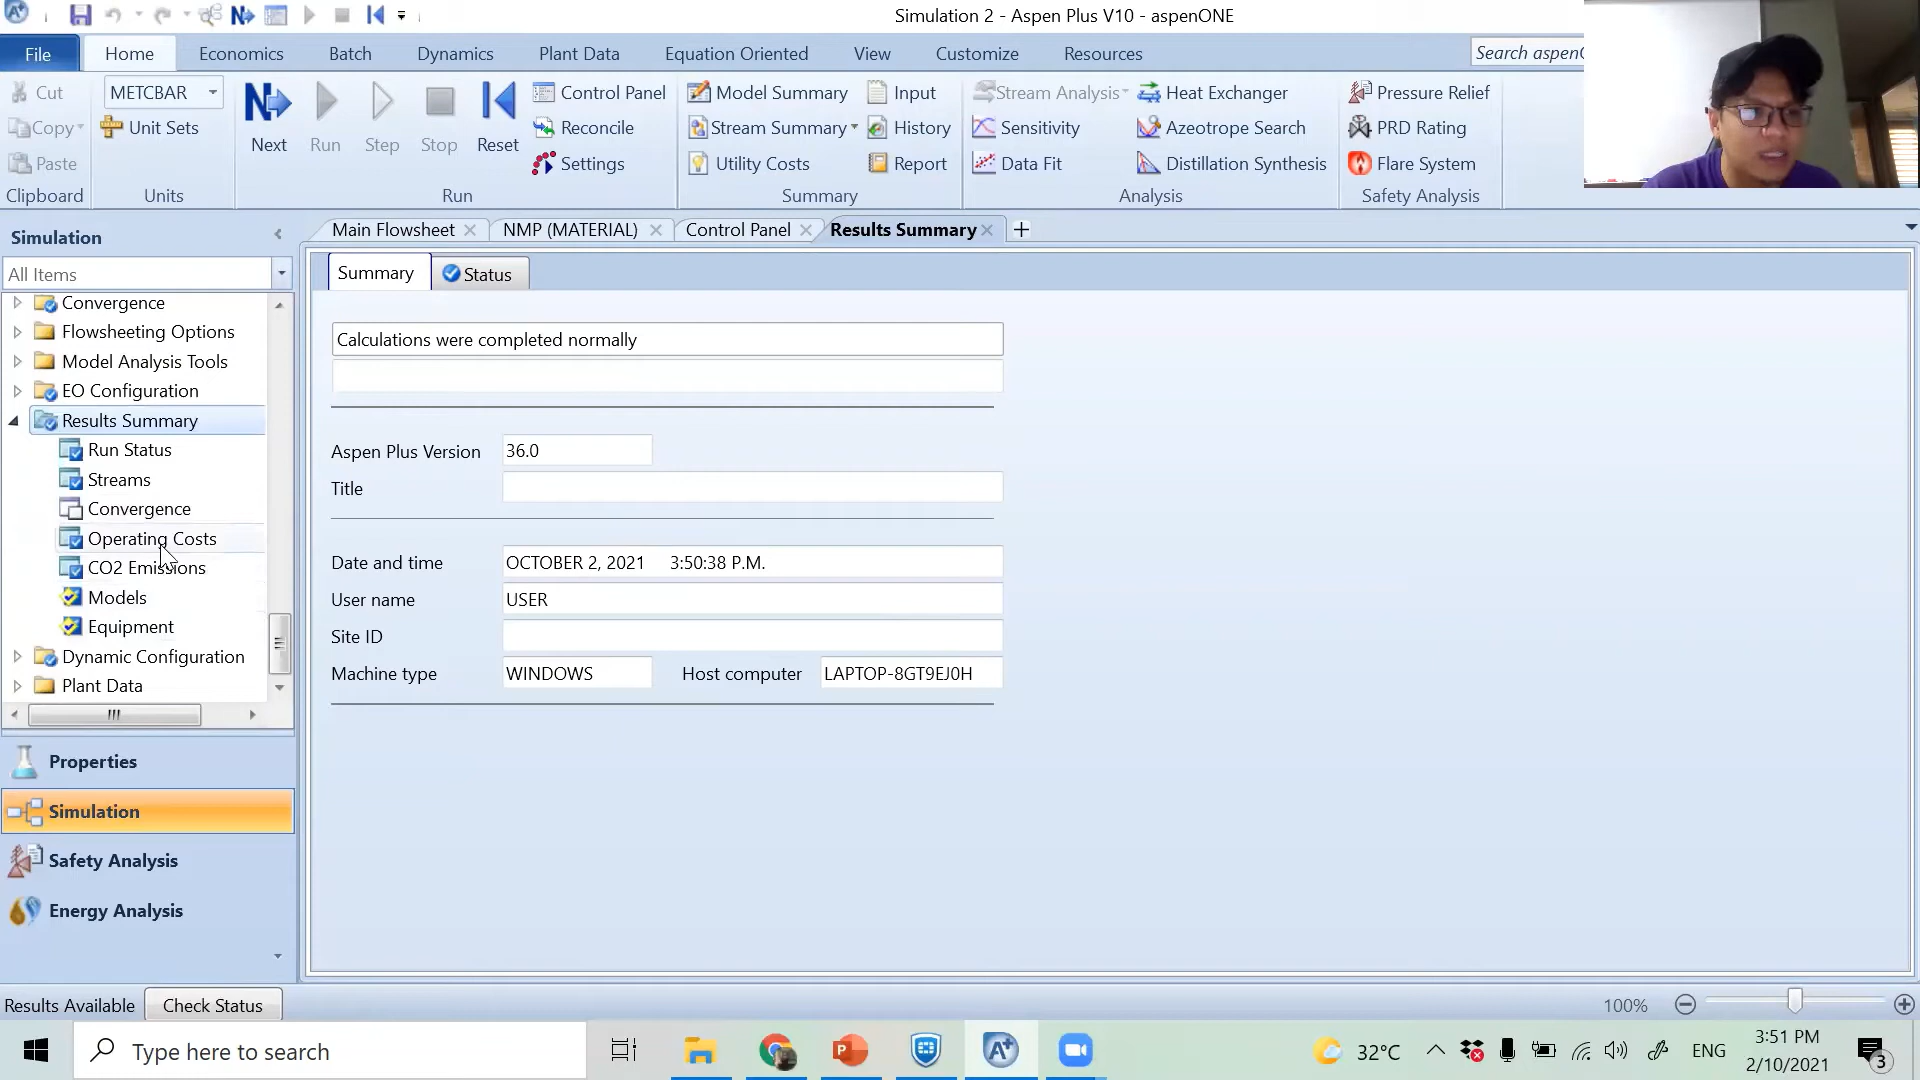 Simulation 2 - Aspen Plus V10 - aspenONE
File Home Economics Batch Dynamics Plant Data Equation Oriented View Customize Resources
Search aspenO
Cut METCBAR Control Panel Model Summary Input Stream Analysis Heat Exchanger Pressure Relief
Copy Unit Sets Next Run Step Stop Reset Reconcile Stream Summary History Sensitivity Azeotrope Search PRD Rating
Paste Settings Utility Costs Report Data Fit Distillation Synthesis Flare System
Clipboard Units Run Summary Analysis Safety Analysis
Simulation
Main Flowsheet NMP (MATERIAL) Control Panel Results Summary
All Items
Summary Status
Convergence
Flowsheeting Options
Model Analysis Tools
EO Configuration
Results Summary
Run Status
Streams
Convergence
Operating Costs
CO2 Emissions
Models
Equipment
Dynamic Configuration
Plant Data
Properties
Simulation
Safety Analysis
Energy Analysis
Calculations were completed normally
Aspen Plus Version 36.0
Title
Date and time OCTOBER 2, 2021 3:50:38 P.M.
User name USER
Site ID
Machine type WINDOWS Host computer LAPTOP-8GT9EJ0H
Results Available Check Status 100%
Type here to search
32°C ENG
3:51 PM
2/10/2021
3